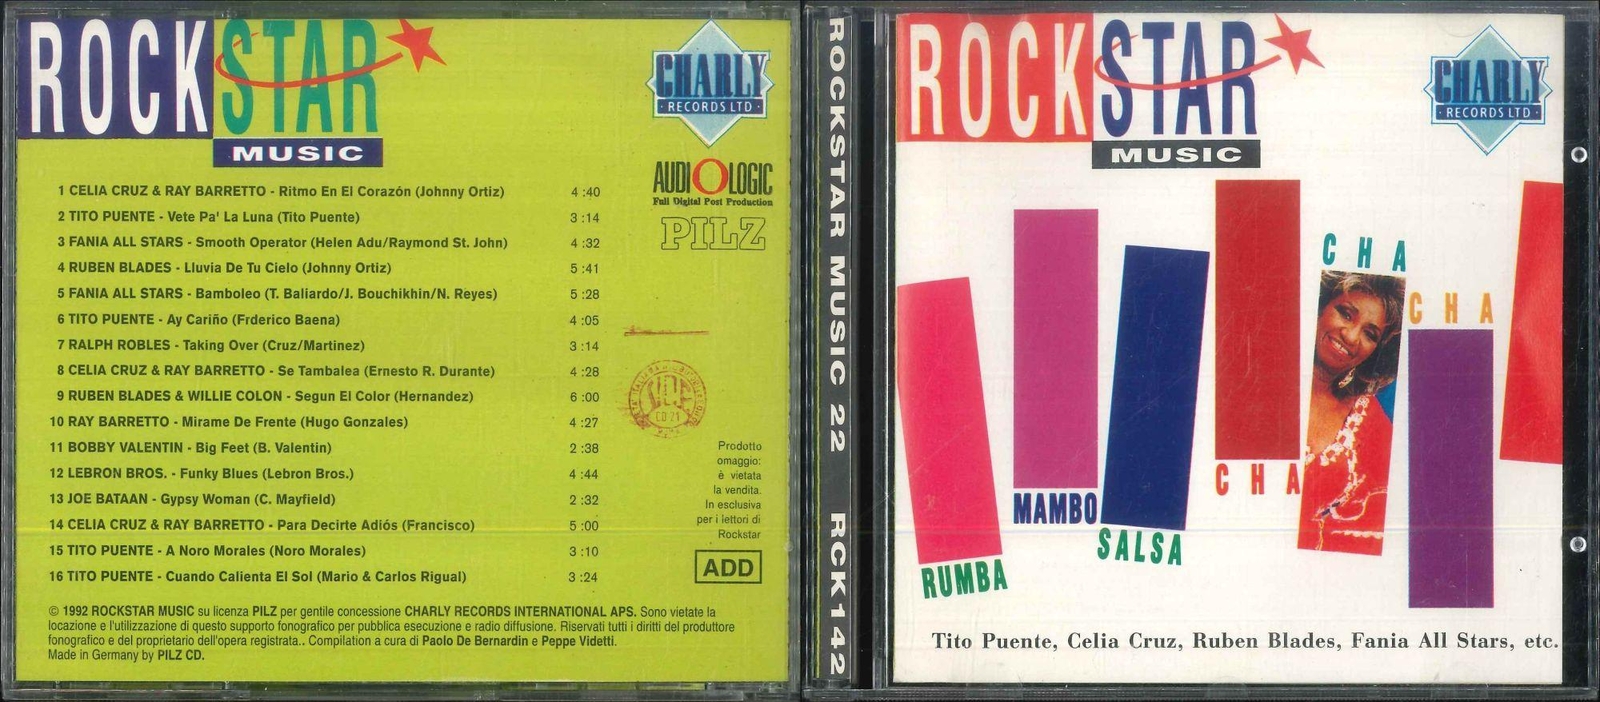 ROCKSTAR
MUSIC
CHARLY
RECORDS LTD
AUDIOLOGIC
Full Digital Post Production
PILZ
1 CELIA CRUZ & RAY BARRETTO - Ritmo En El Corazón (Johnny Ortiz) 4 :40
2 TITO PUENTE - Vete Pa' La Luna (Tito Puente) 3 :14
3 FANIA ALL STARS - Smooth Operator (Helen Adu/Raymond St. John) 4 :32
4 RUBEN BLADES - Lluvia De Tu Cielo (Johnny Ortiz) 5 :41
5 FANIA ALL STARS - Bamboleo (T. Baliardo/J. Bouchikhin/N. Reyes) 5 :28
6 TITO PUENTE - Ay Cariño (Frderico Baena) 4 :05
7 RALPH ROBLES - Taking Over (Cruz/Martinez) 3 :14
8 CELIA CRUZ & RAY BARRETTO - Se Tambalea (Ernesto R. Durante) 4 :28
9 RUBEN BLADES & WILLIE COLON - Segun El Color (Hernandez) 6 :00
10 RAY BARRETTO - Mirame De Frente (Hugo Gonzales) 4 :27
11 BOBBY VALENTIN - Big Feet (B. Valentin) 2 :38
12 LEBRON BROS. - Funky Blues (Lebron Bros.) 4 :44
13 JOE BATAAN - Gypsy Woman (C. Mayfield) 2 :32
14 CELIA CRUZ & RAY BARRETTO - Para Decirte Adiós (Francisco) 5 :00
15 TITO PUENTE - A Noro Morales (Noro Morales) 3 :10
16 TITO PUENTE - Cuando Calienta El Sol (Mario & Carlos Rigual) 3 :24
CD 21
Prodotto
omaggio:
è vietata
la vendita.
In esclusiva
per i lettori di
Rockstar
ADD
© 1992 ROCKSTAR MUSIC su licenza PILZ per gentile concessione CHARLY RECORDS INTERNATIONAL APS. Sono vietate la
locazione e l'utilizzazione di questo supporto fonografico per pubblica esecuzione e radio diffusione. Riservati tutti i diritti del produttore
fonografico e del proprietario dell'opera registrata.. Compilation a cura di Paolo De Bernardin e Peppe Videtti.
Made in Germany by PILZ CD.
ROCKSTAR MUSIC 22 RCK142
ROCKSTAR
MUSIC
CHARLY
RECORDS LTD
CHA
CHA
CHA
MAMBO
SALSA
RUMBA
Tito Puente, Celia Cruz, Ruben Blades, Fania All Stars, etc.